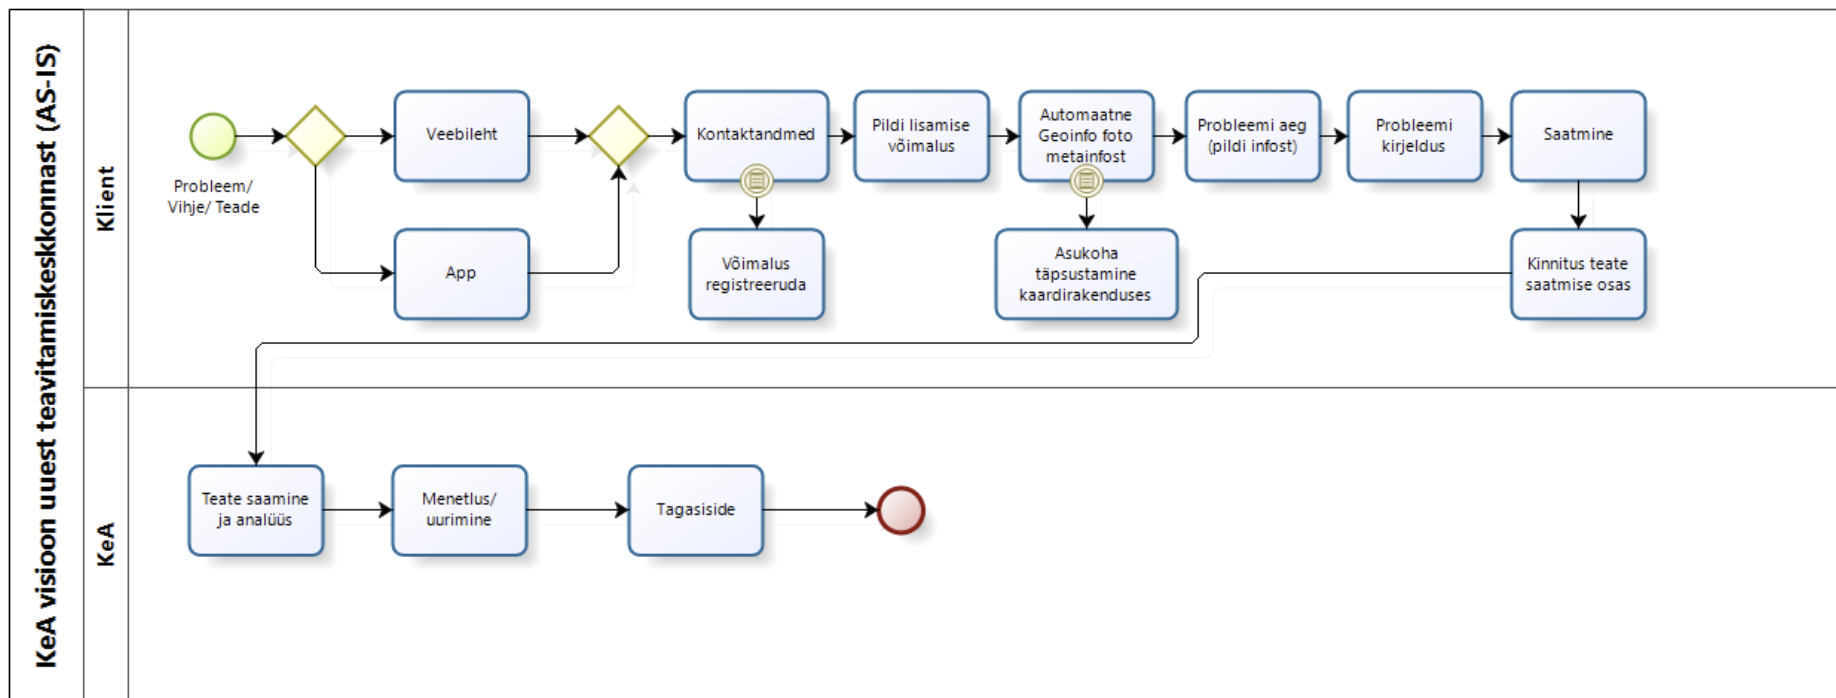 KeA visioon uuest teavitamiskeskkonnast (AS-IS)
Klient
Probleem/
Vihje/ Teade
Veebileht
App
Kontaktandmed
Võimalus
registreeruda
Pildi lisamise
võimalus
Automaatne
Geoinfo foto
metainfost
Asukoha
täpsustamine
kaardirakenduses
Probleemi aeg
(pildi infost)
Probleemi
kirjeldus
Saatmine
Kinnitus teate
saatmise osas
KeA
Teate saamine
ja analüüs
Menetlus/
uurimine
Tagasiside